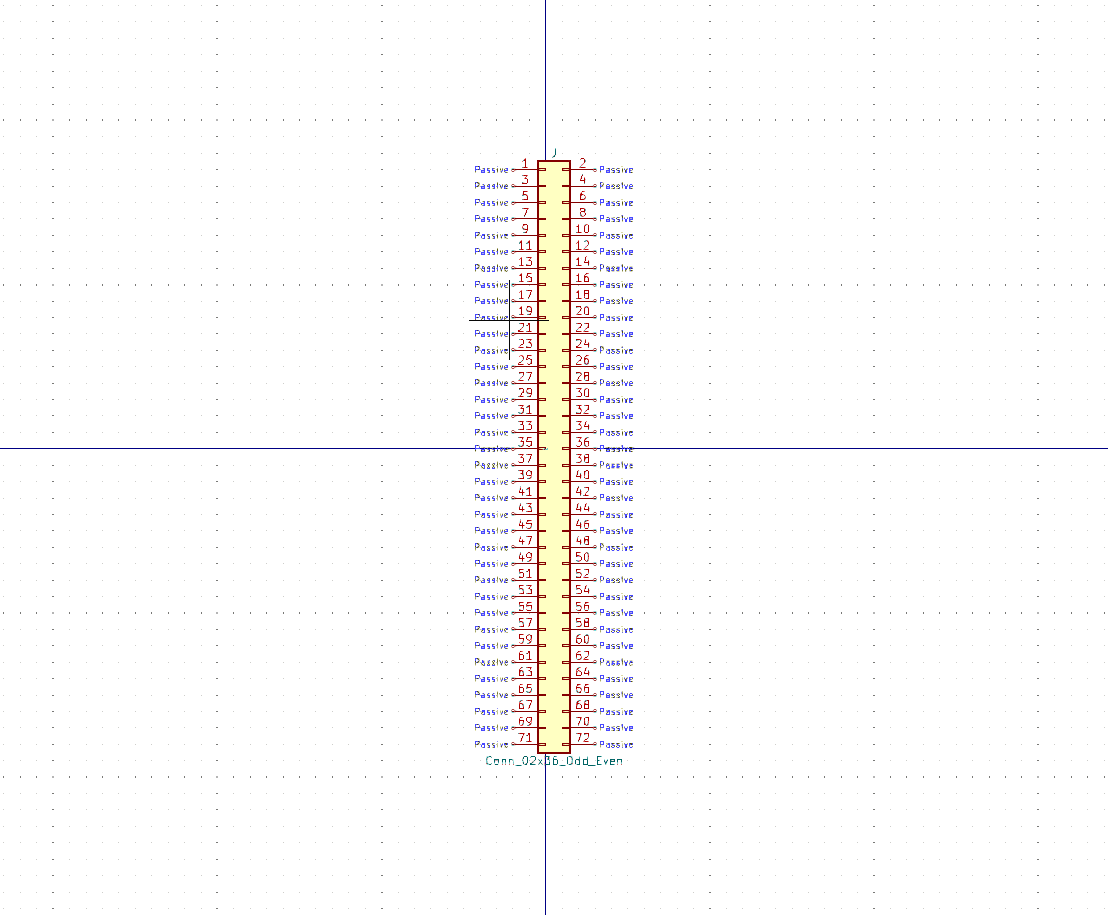 J
Passive 1 2 Passive
Passive 3 4 Passive
Passive 5 6 Passive
Passive 7 8 Passive
Passive 9 10 Passive
Passive 11 12 Passive
Passive 13 14 Passive
Passive 15 16 Passive
Passive 17 18 Passive
Passive 19 20 Passive
Passive 21 22 Passive
Passive 23 24 Passive
Passive 25 26 Passive
Passive 27 28 Passive
Passive 29 30 Passive
Passive 31 32 Passive
Passive 33 34 Passive
Passive 35 36 Passive
Passive 37 38 Passive
Passive 39 40 Passive
Passive 41 42 Passive
Passive 43 44 Passive
Passive 45 46 Passive
Passive 47 48 Passive
Passive 49 50 Passive
Passive 51 52 Passive
Passive 53 54 Passive
Passive 55 56 Passive
Passive 57 58 Passive
Passive 59 60 Passive
Passive 61 62 Passive
Passive 63 64 Passive
Passive 65 66 Passive
Passive 67 68 Passive
Passive 69 70 Passive
Passive 71 72 Passive
Conn_02x36_Odd_Even